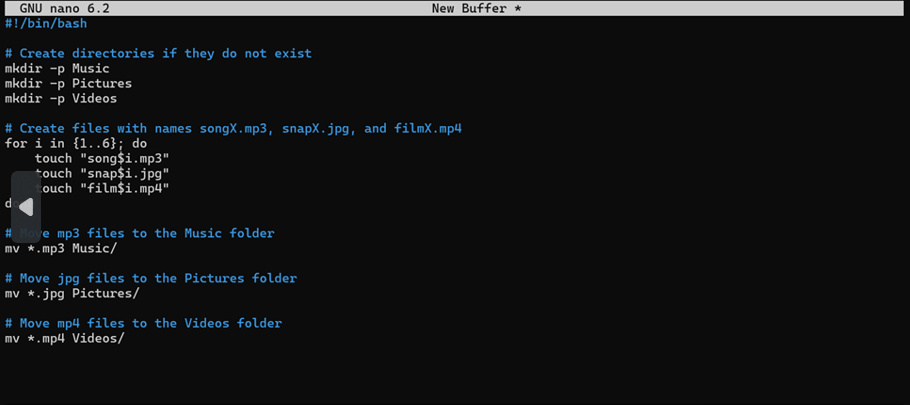 GNU nano 6.2 New Buffer *
#!/bin/bash
# Create directories if they do not exist
mkdir -p Music
mkdir -p Pictures
mkdir -p Videos
# Create files with names songX.mp3, snapX.jpg, and filmX.mp4
for i in {1..6}; do
touch "song$i.mp3"
touch "snap$i.jpg"
touch "film$i.mp4"
# Move mp3 files to the Music folder
mv *.mp3 Music/
# Move jpg files to the Pictures folder
mv *.jpg Pictures/
# Move mp4 files to the Videos folder
mv *.mp4 Videos/